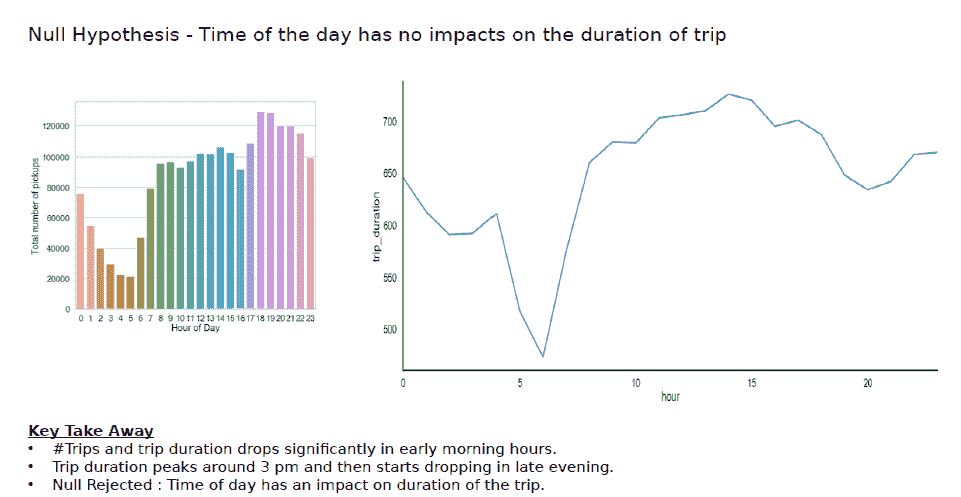 Null Hypothesis - Time of the day has no impacts on the duration of trip
Total number of pickups
120000
100000
80000
60000
40000
20000
0
0 1 2 3 4 5 6 7 8 9 10 11 12 13 14 15 16 17 18 19 20 21 22 23
Hour of Day
trip_duration
700
650
600
550
500
0 5 10 15 20
hour
Key Take Away
• #Trips and trip duration drops significantly in early morning hours.
• Trip duration peaks around 3 pm and then starts dropping in late evening.
• Null Rejected : Time of day has an impact on duration of the trip.